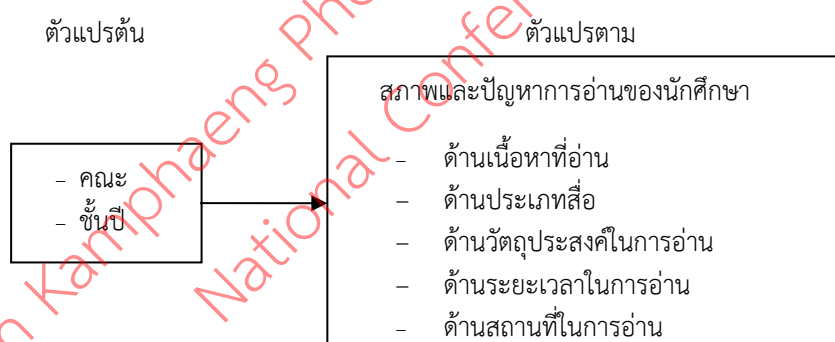 ตัวแปรต้น
ตัวแปรตาม
สภาพและปัญหาการอ่านของนักศึกษา
- คณะ
- ชั้นปี
- ด้านเนื้อหาที่อ่าน
- ด้านประเภทสื่อ
- ด้านวัตถุประสงค์ในการอ่าน
- ด้านระยะเวลาในการอ่าน
- ด้านสถานที่ในการอ่าน
Kamphaeng
National